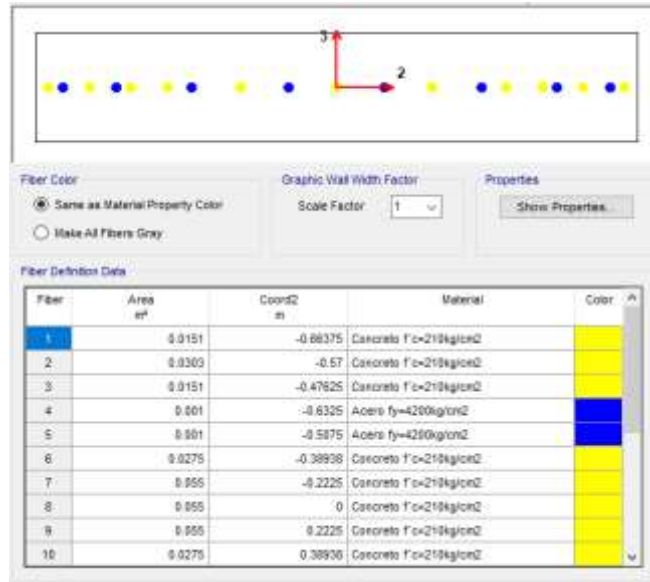 3
2
Fiber Color
Same as Material Property Color
Make All Fibers Gray
Graphic Wall Width Factor
Scale Factor 1
Properties
Show Properties...
Fiber Definition Data
Fiber Area Coord2 Material Color
m² m
1 0.0151 -0.66375 Concreto f'c=210kg/cm2
2 0.0303 -0.57 Concreto f'c=210kg/cm2
3 0.0151 -0.47625 Concreto f'c=210kg/cm2
4 0.001 -0.6325 Acero fy=4200kg/cm2
5 0.001 -0.5075 Acero fy=4200kg/cm2
6 0.0275 -0.38938 Concreto f'c=210kg/cm2
7 0.055 -0.2225 Concreto f'c=210kg/cm2
8 0.055 0 Concreto f'c=210kg/cm2
9 0.055 0.2225 Concreto f'c=210kg/cm2
10 0.0275 0.38938 Concreto f'c=210kg/cm2